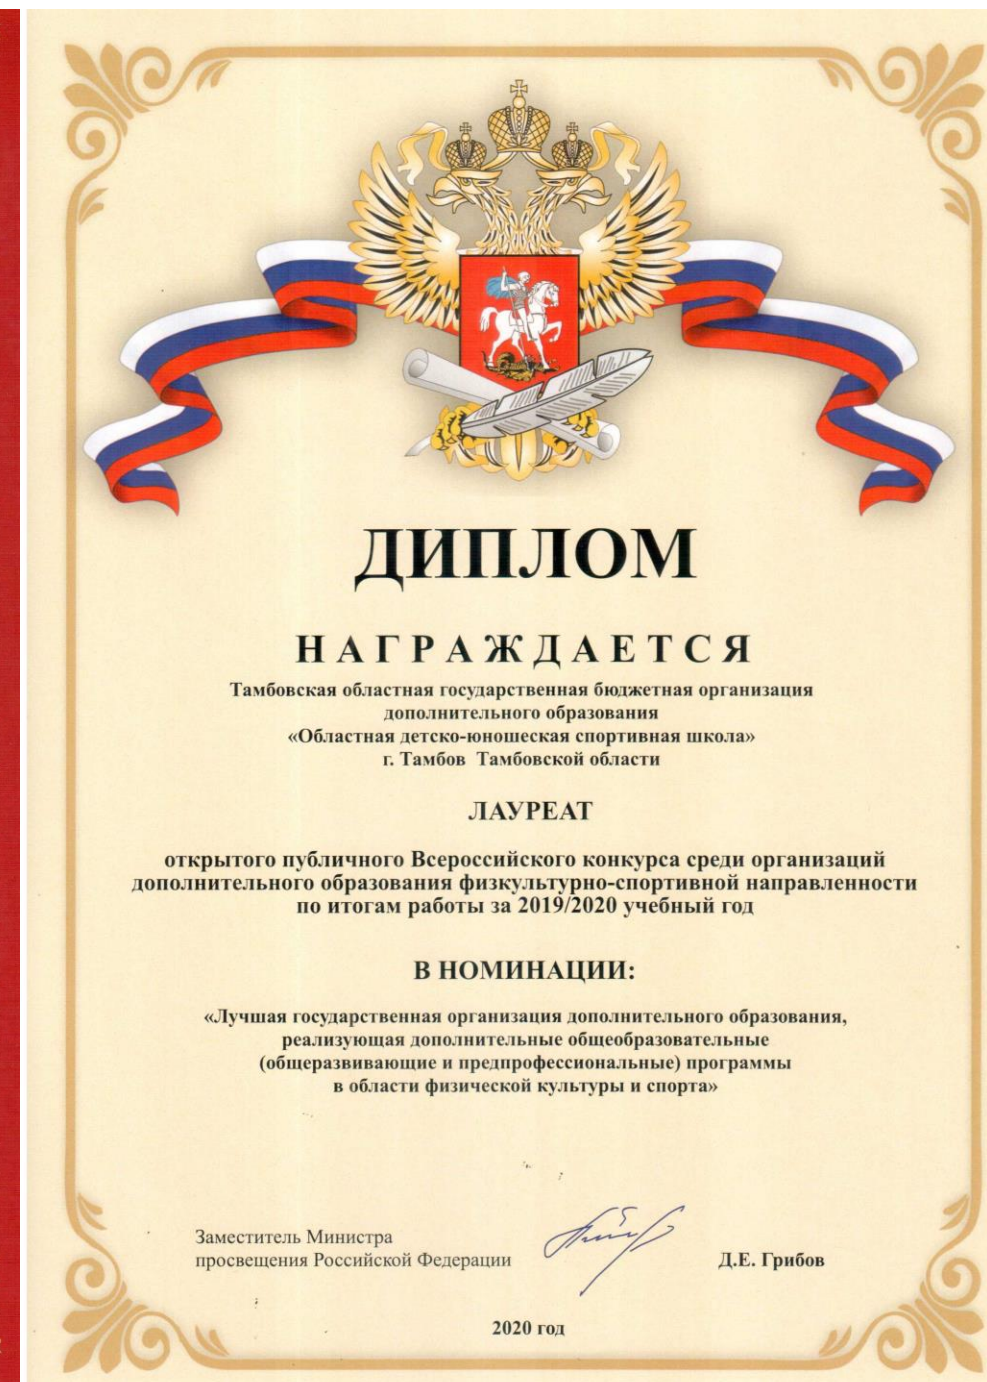 ДИПЛОМ
НАГРАЖДАЕТСЯ
Тамбовская областная государственная бюджетная организация
дополнительного образования
«Областная детско-юношеская спортивная школа»
г. Тамбов Тамбовской области
ЛАУРЕАТ
открытого публичного Всероссийского конкурса среди организаций
дополнительного образования физкультурно-спортивной направленности
по итогам работы за 2019/2020 учебный год
В НОМИНАЦИИ:
«Лучшая государственная организация дополнительного образования,
реализующая дополнительные общеобразовательные
(общеразвивающие и предпрофессиональные) программы
в области физической культуры и спорта»
Заместитель Министра
просвещения Российской Федерации
Д.Е. Грибов
2020 год